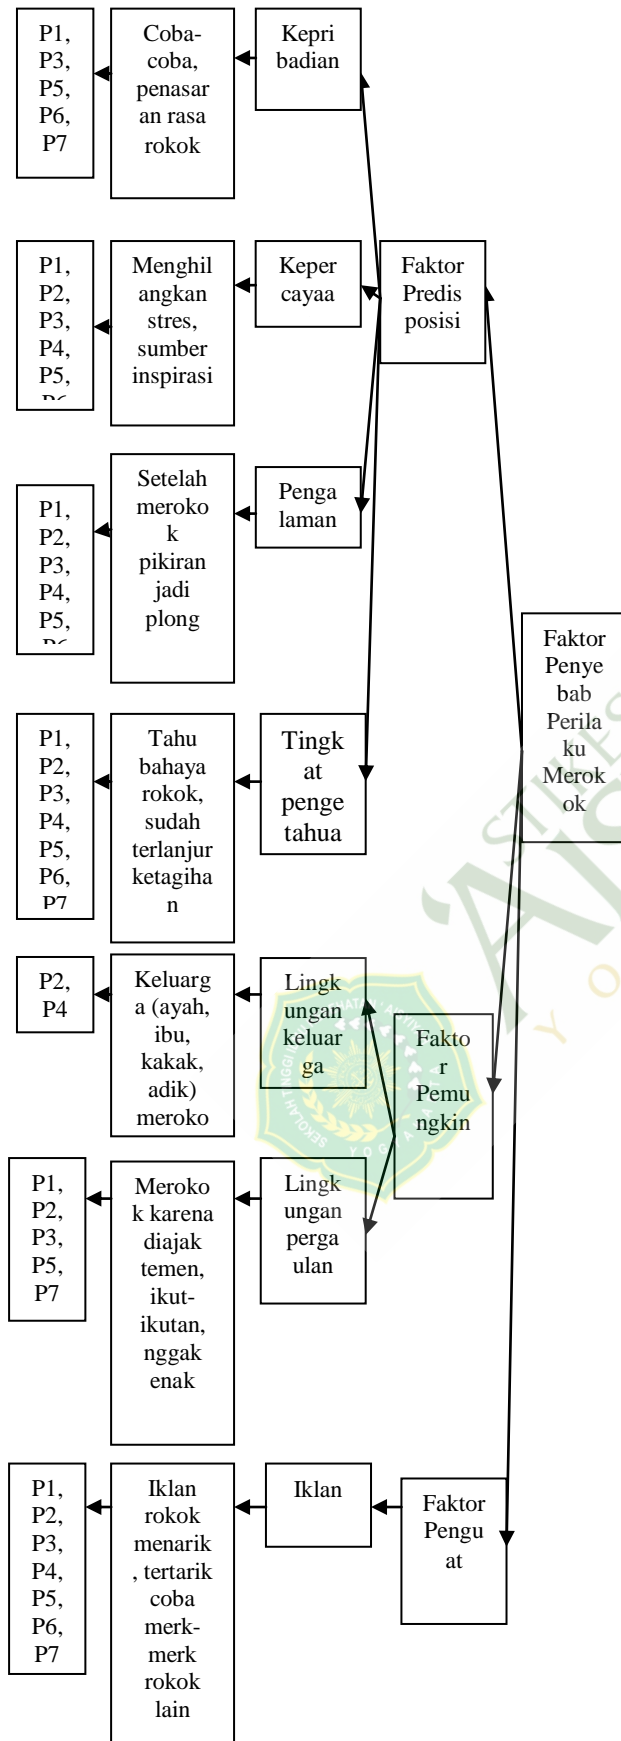 P1,
P3,
P5,
P6,
P7
Coba-
coba,
penasar
an rasa
rokok
Kepri
badian
P1,
P2,
P3,
P4,
P5,
P6
Menghil
angkan
stres,
sumber
inspirasi
Keper
cayaa
Faktor
Predis
posisi
P1,
P2,
P3,
P4,
P5,
P6
Setelah
meroko
k
pikiran
jadi
plong
Penga
laman
Faktor
Penye
bab
Perila
ku
Merok
ok
P1,
P2,
P3,
P4,
P5,
P6,
P7
Tahu
bahaya
rokok,
sudah
terlanjur
ketagiha
n
Tingk
at
penge
tahua
P2,
P4
Keluarg
a (ayah,
ibu,
kakak,
adik)
meroko
Lingk
ungan
keluar
ga
Fakto
r
Pemu
ngkin
P1,
P2,
P3,
P5,
P7
Meroko
k karena
diajak
temen,
ikut-
ikutan,
nggak
enak
Lingk
ungan
perga
ulan
P1,
P2,
P3,
P4,
P5,
P6,
P7
Iklan
rokok
menarik
, tertarik
coba
merk-
merk
rokok
lain
Iklan
Faktor
Pengu
at
STIKES